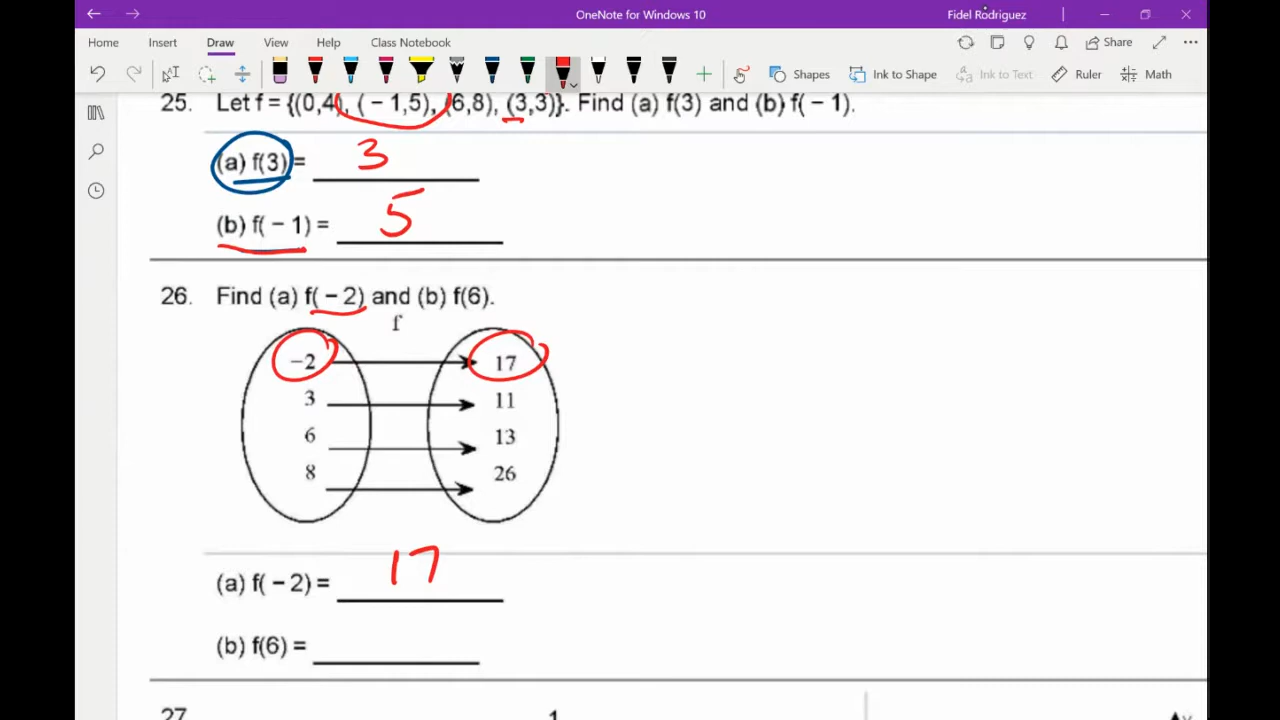 OneNote for Windows 10
Fidel Rodriguez
Home Insert Draw View Help Class Notebook
Share
Shapes Ink to Shape Ink to Text Ruler Math
25. Let f = {(0,4), ( − 1,5), (6,8), (3,3)}. Find (a) f(3) and (b) f( − 1).
(a) f(3) = 3
(b) f( − 1) = 5
26. Find (a) f( − 2) and (b) f(6).
f
−2 17
3 11
6 13
8 26
(a) f( − 2) = 17
(b) f(6) =
27. 1